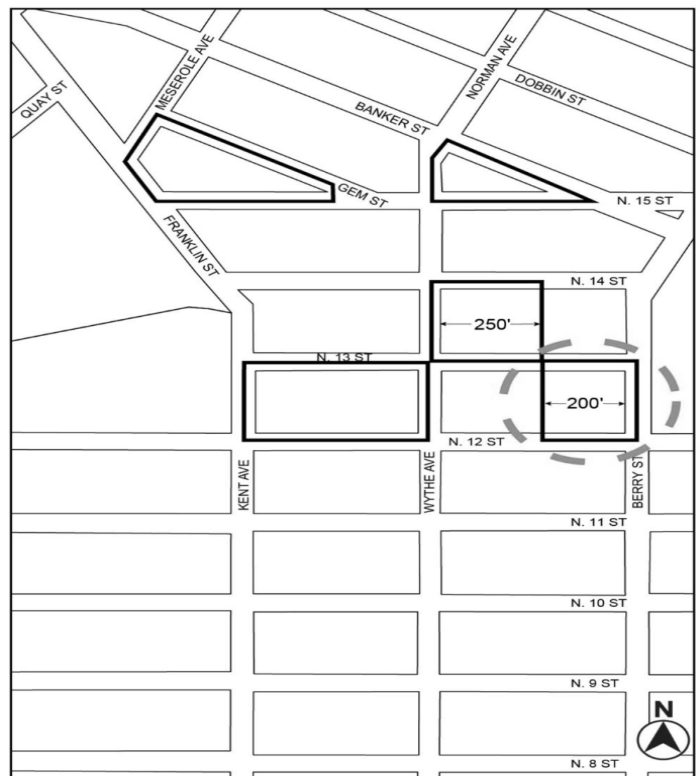 MESEROLE AVE
NORMAN AVE
QUAY ST
DOBBIN ST
BANKER ST
GEM ST
N. 15 ST
FRANKLIN ST
N. 14 ST
250'
N. 13 ST
200'
N. 12 ST
KENT AVE
WYTHE AVE
BERRY ST
N. 11 ST
N. 10 ST
N. 9 ST
N
N. 8 ST